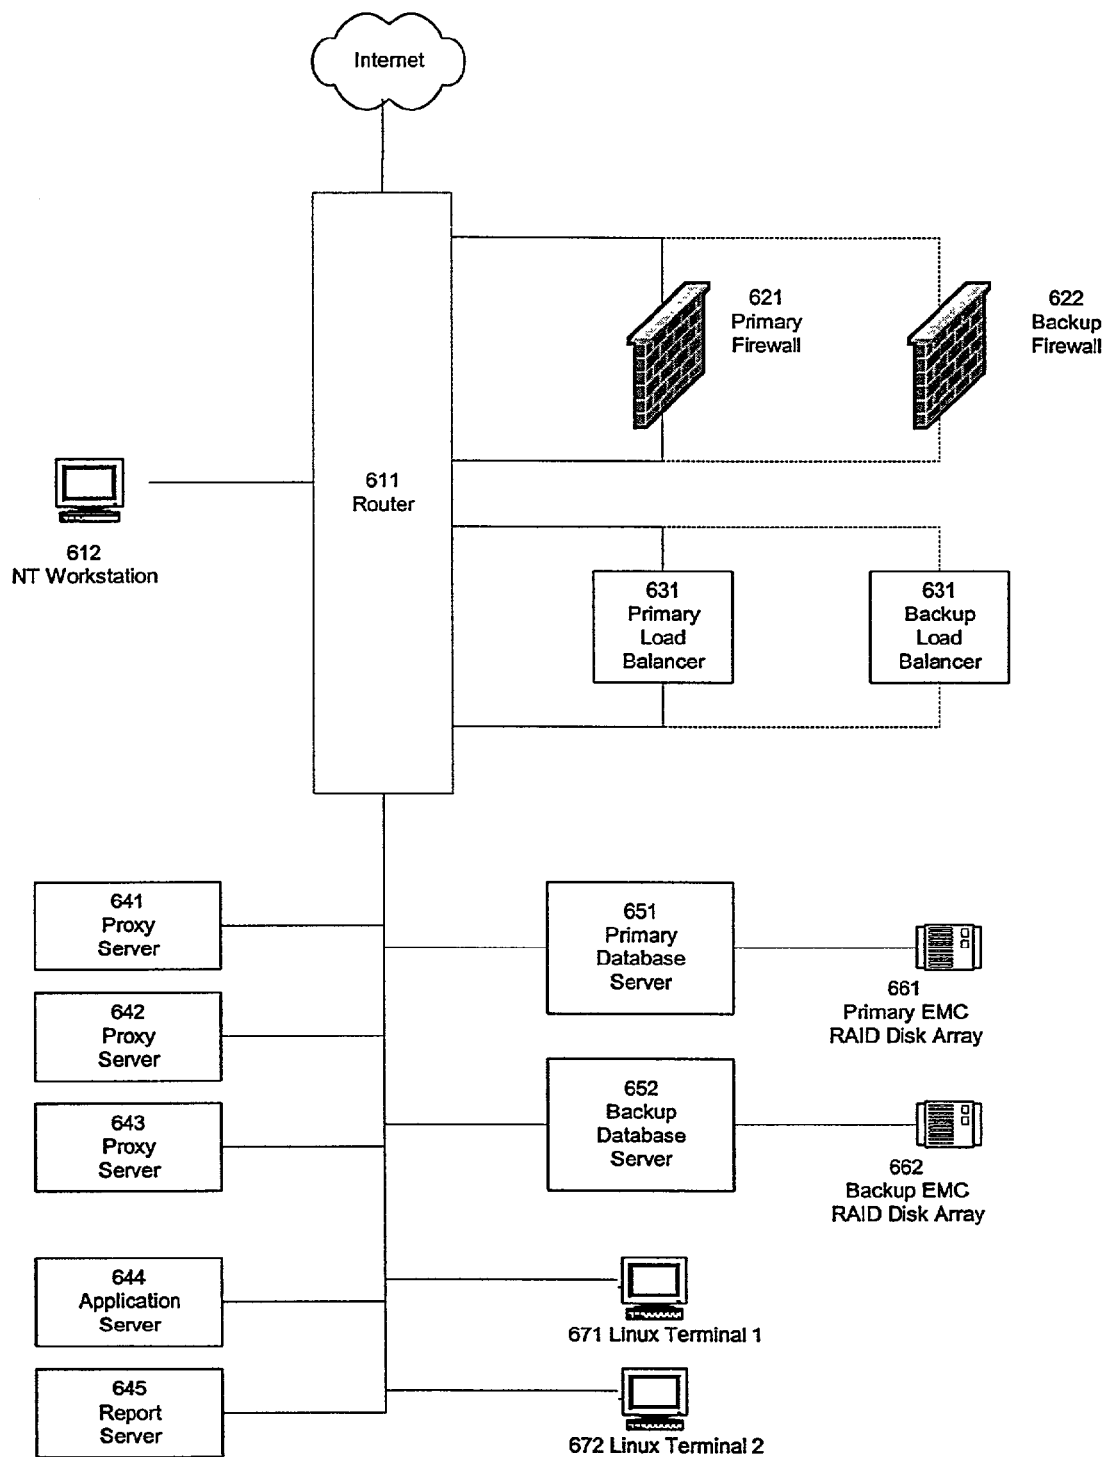 Internet
621
Primary
Firewall
622
Backup
Firewall
611
Router
612
NT Workstation
631
Primary
Load
Balancer
631
Backup
Load
Balancer
641
Proxy
Server
651
Primary
Database
Server
661
Primary EMC
RAID Disk Array
642
Proxy
Server
652
Backup
Database
Server
643
Proxy
Server
662
Backup EMC
RAID Disk Array
644
Application
Server
671 Linux Terminal 1
645
Report
Server
672 Linux Terminal 2